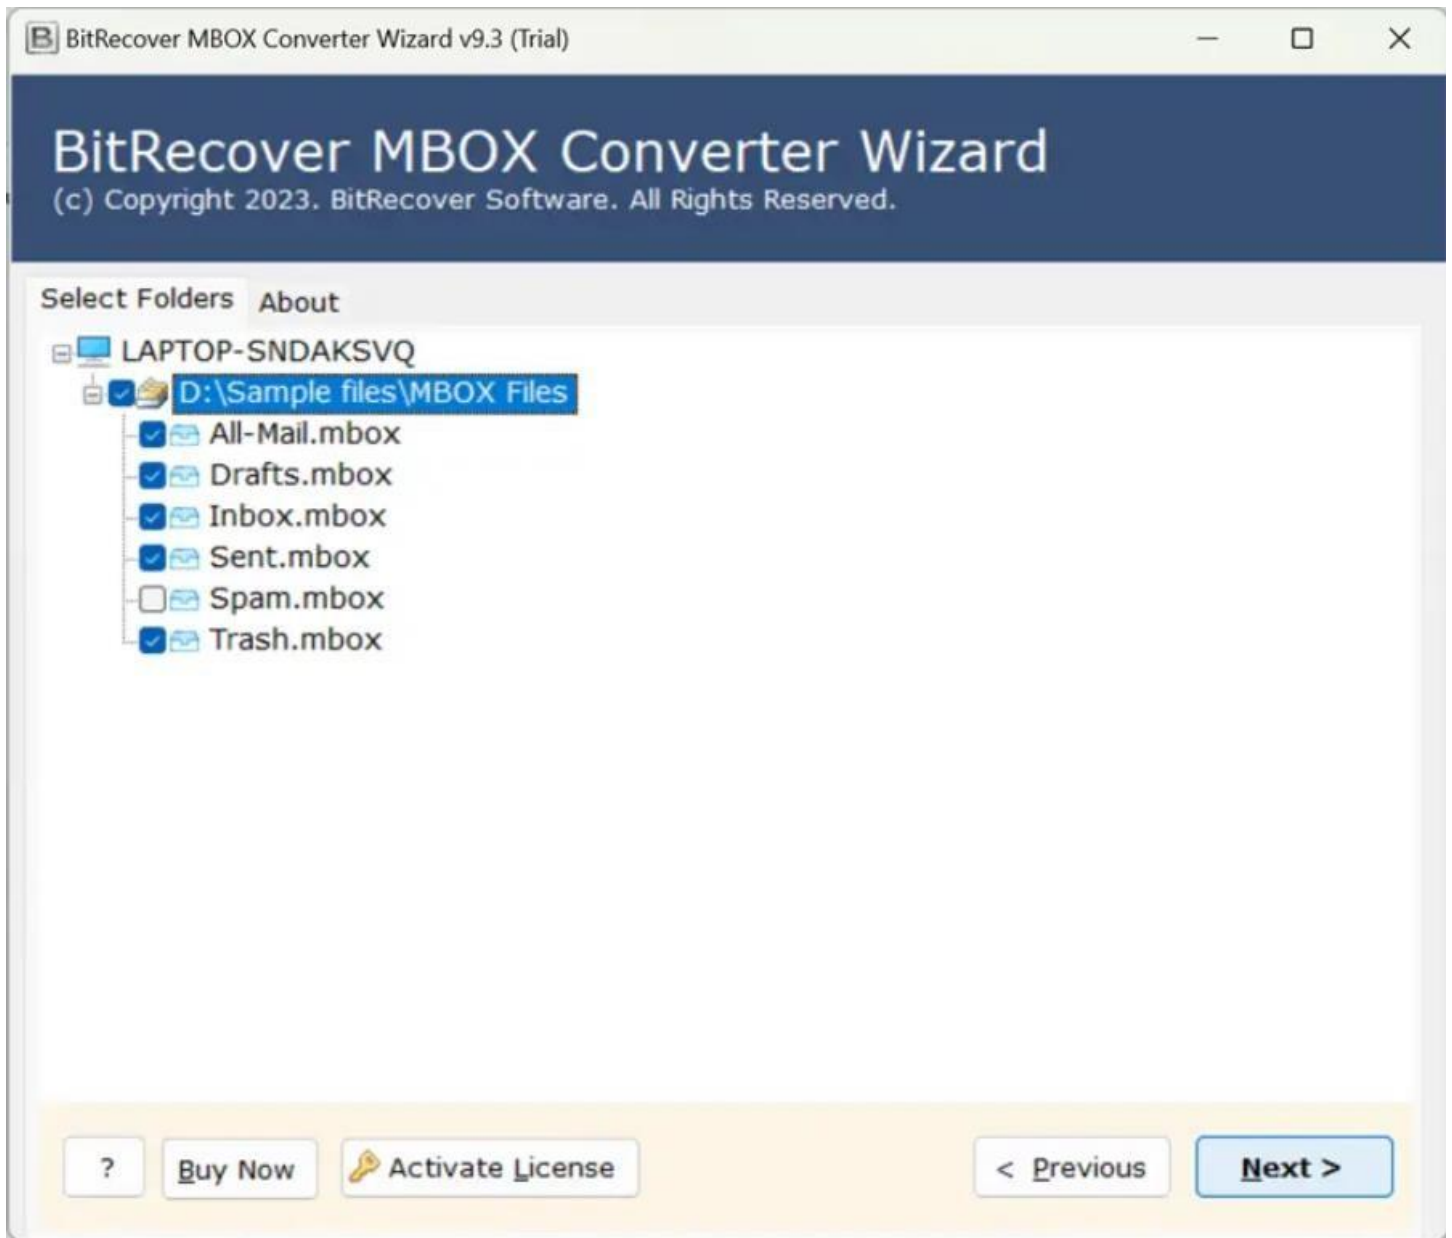 BitRecover MBOX Converter Wizard v9.3 (Trial)
BitRecover MBOX Converter Wizard
(c) Copyright 2023. BitRecover Software. All Rights Reserved.
Select Folders About
LAPTOP-SNDAKSVQ
D:\Sample files\MBOX Files
All-Mail.mbox
Drafts.mbox
Inbox.mbox
Sent.mbox
Spam.mbox
Trash.mbox
? Buy Now Activate License < Previous Next >